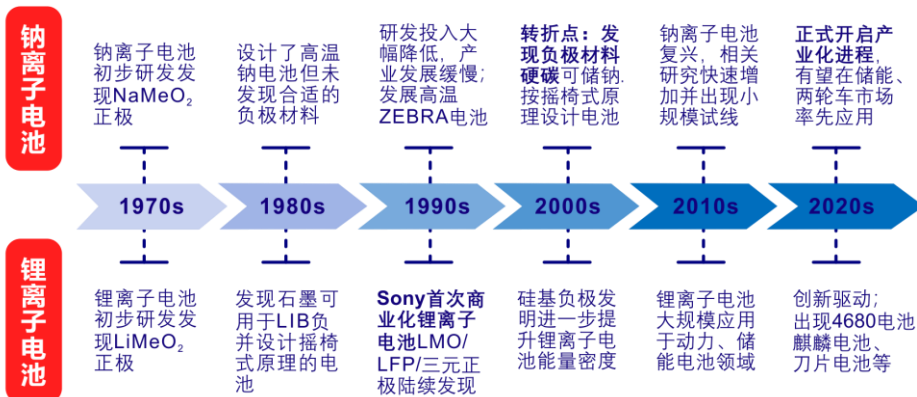 钠离子电池
钠离子电池
初步研发发
现NaMeO₂
正极
设计了高温
钠电池但未
发现合适的
负极材料
研发投入大
幅降低，产
业发展缓慢；
发展高温
ZEBRA电池
转折点：发
现负极材料
硬碳可储钠.
按摇椅式原
理设计电池
钠离子电池
复兴，相关
研究快速增
加并出现小
规模试线
正式开启产
业化进程，
有望在储能、
两轮车市场
率先应用
1970s
1980s
1990s
2000s
2010s
2020s
锂离子电池
锂离子电池
初步研发发
现LiMeO₂
正极
发现石墨可
用于LIB负
并设计摇椅
式原理的电
池
Sony首次商
业化锂离子
电池LMO/
LFP/三元正
极陆续发现
硅基负极发
明进一步提
升锂离子电
池能量密度
锂离子电池
大规模应用
于动力、储
能电池领域
创新驱动；
出现4680电池
麒麟电池、
刀片电池等